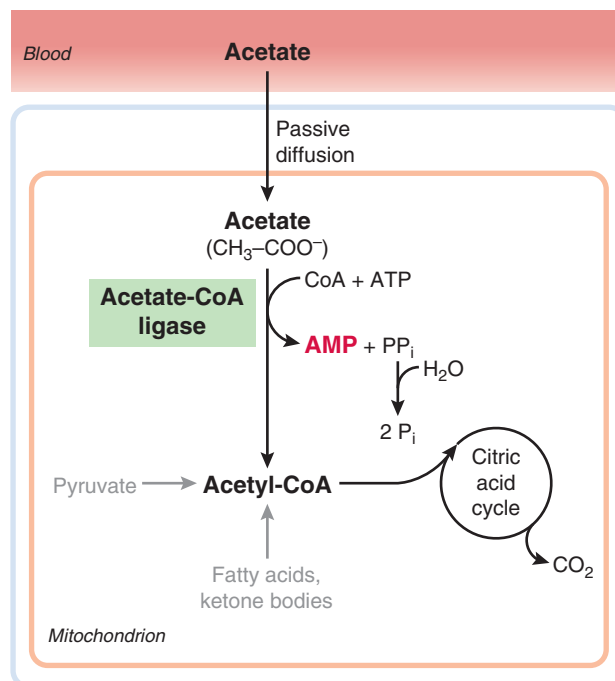 Blood
Acetate
Passive
diffusion
Acetate
(CH₃–COO⁻)
Acetate-CoA
ligase
CoA + ATP
AMP + PPᵢ
H₂O
2 Pᵢ
Pyruvate
Acetyl-CoA
Citric
acid
cycle
CO₂
Fatty acids,
ketone bodies
Mitochondrion